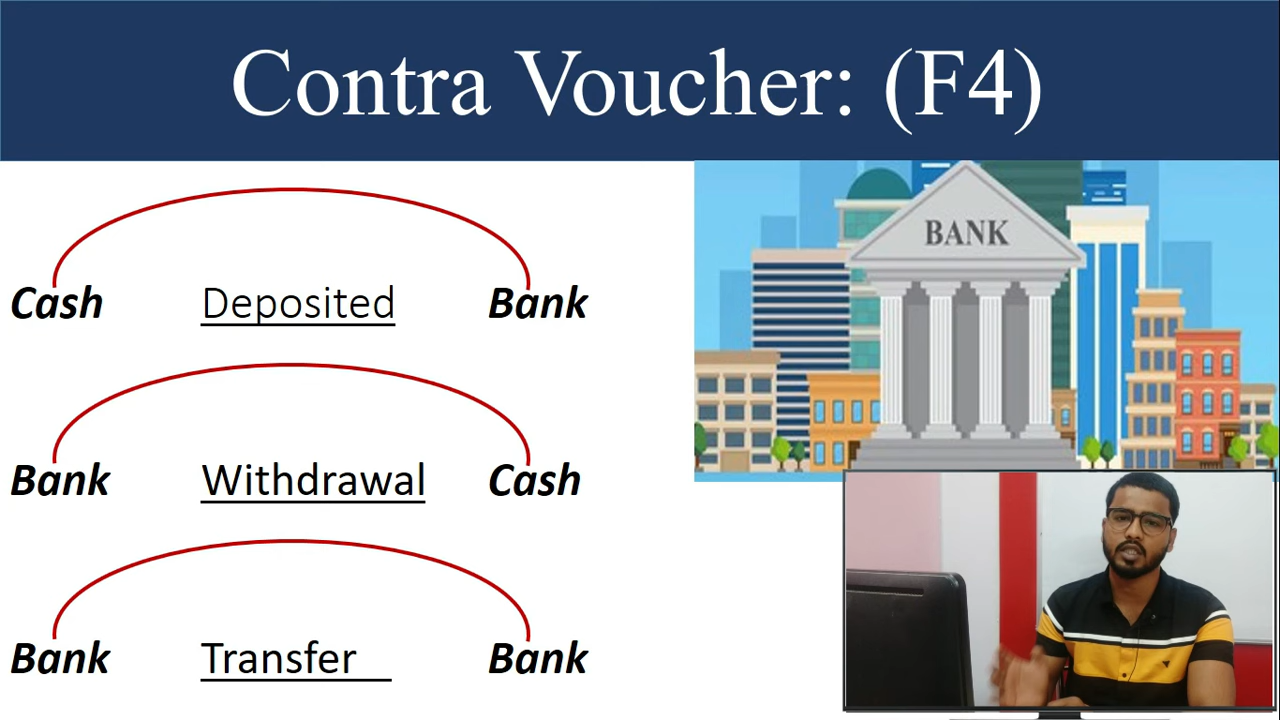 Contra Voucher: (F4)
Cash Deposited Bank
Bank Withdrawal Cash
Bank Transfer Bank
BANK